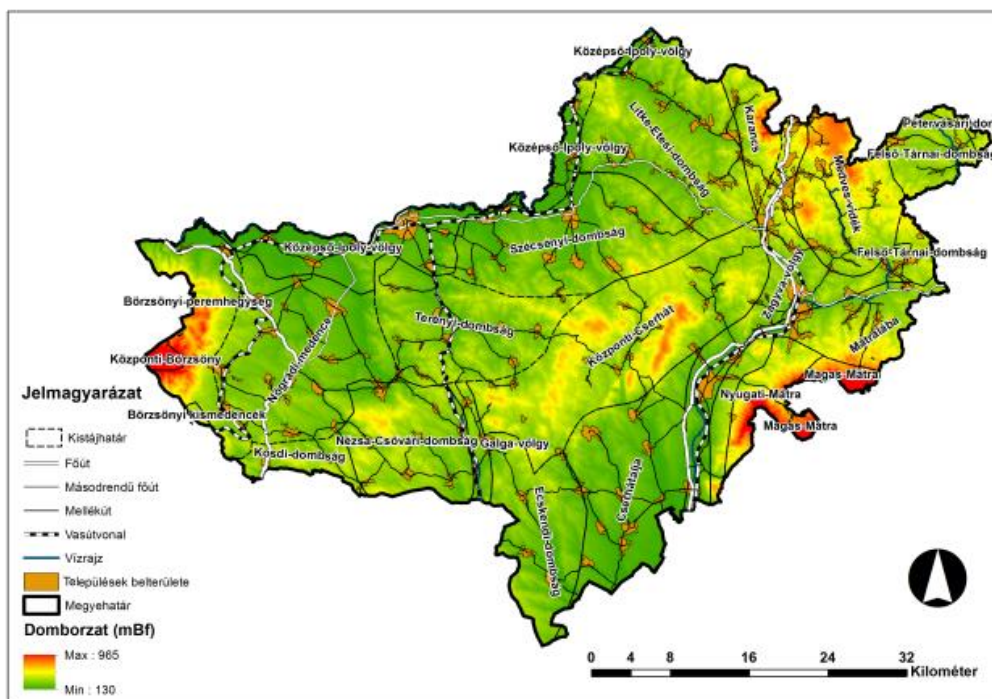 Középső-Ipoly-völgy
Karancs
Litke-Etesi-dombság
Pétervásári-dom
Középső-Ipoly-völgy
Felső-Tárnai-dombság
Medves-vidék
Középső-Ipoly-völgy
Szécsényi-dombság
Felső-Tárnai-dombság
Zagyva-völgy
Börzsönyi-peremhegység
Terényi-dombság
Nógrádi-medence
Központi-Cserhát
Mátralába
Központi-Börzsöny
Magas-Mátrai
Nyugati-Mátra
Magas-Mátra
Börzsönyi kismedencék
Nézsa-Csővári-dombság
Galga-völgy
Kosdi-dombság
Ecskendi-dombság
Cserhátalja
Jelmagyarázat
Kistájhatár
Főút
Másodrendű főút
Mellékút
Vasútvonal
Vízrajz
Települések belterülete
Megyehatár
Domborzat (mBf)
Max : 965
Min : 130
0 4 8 16 24 32
Kilométer